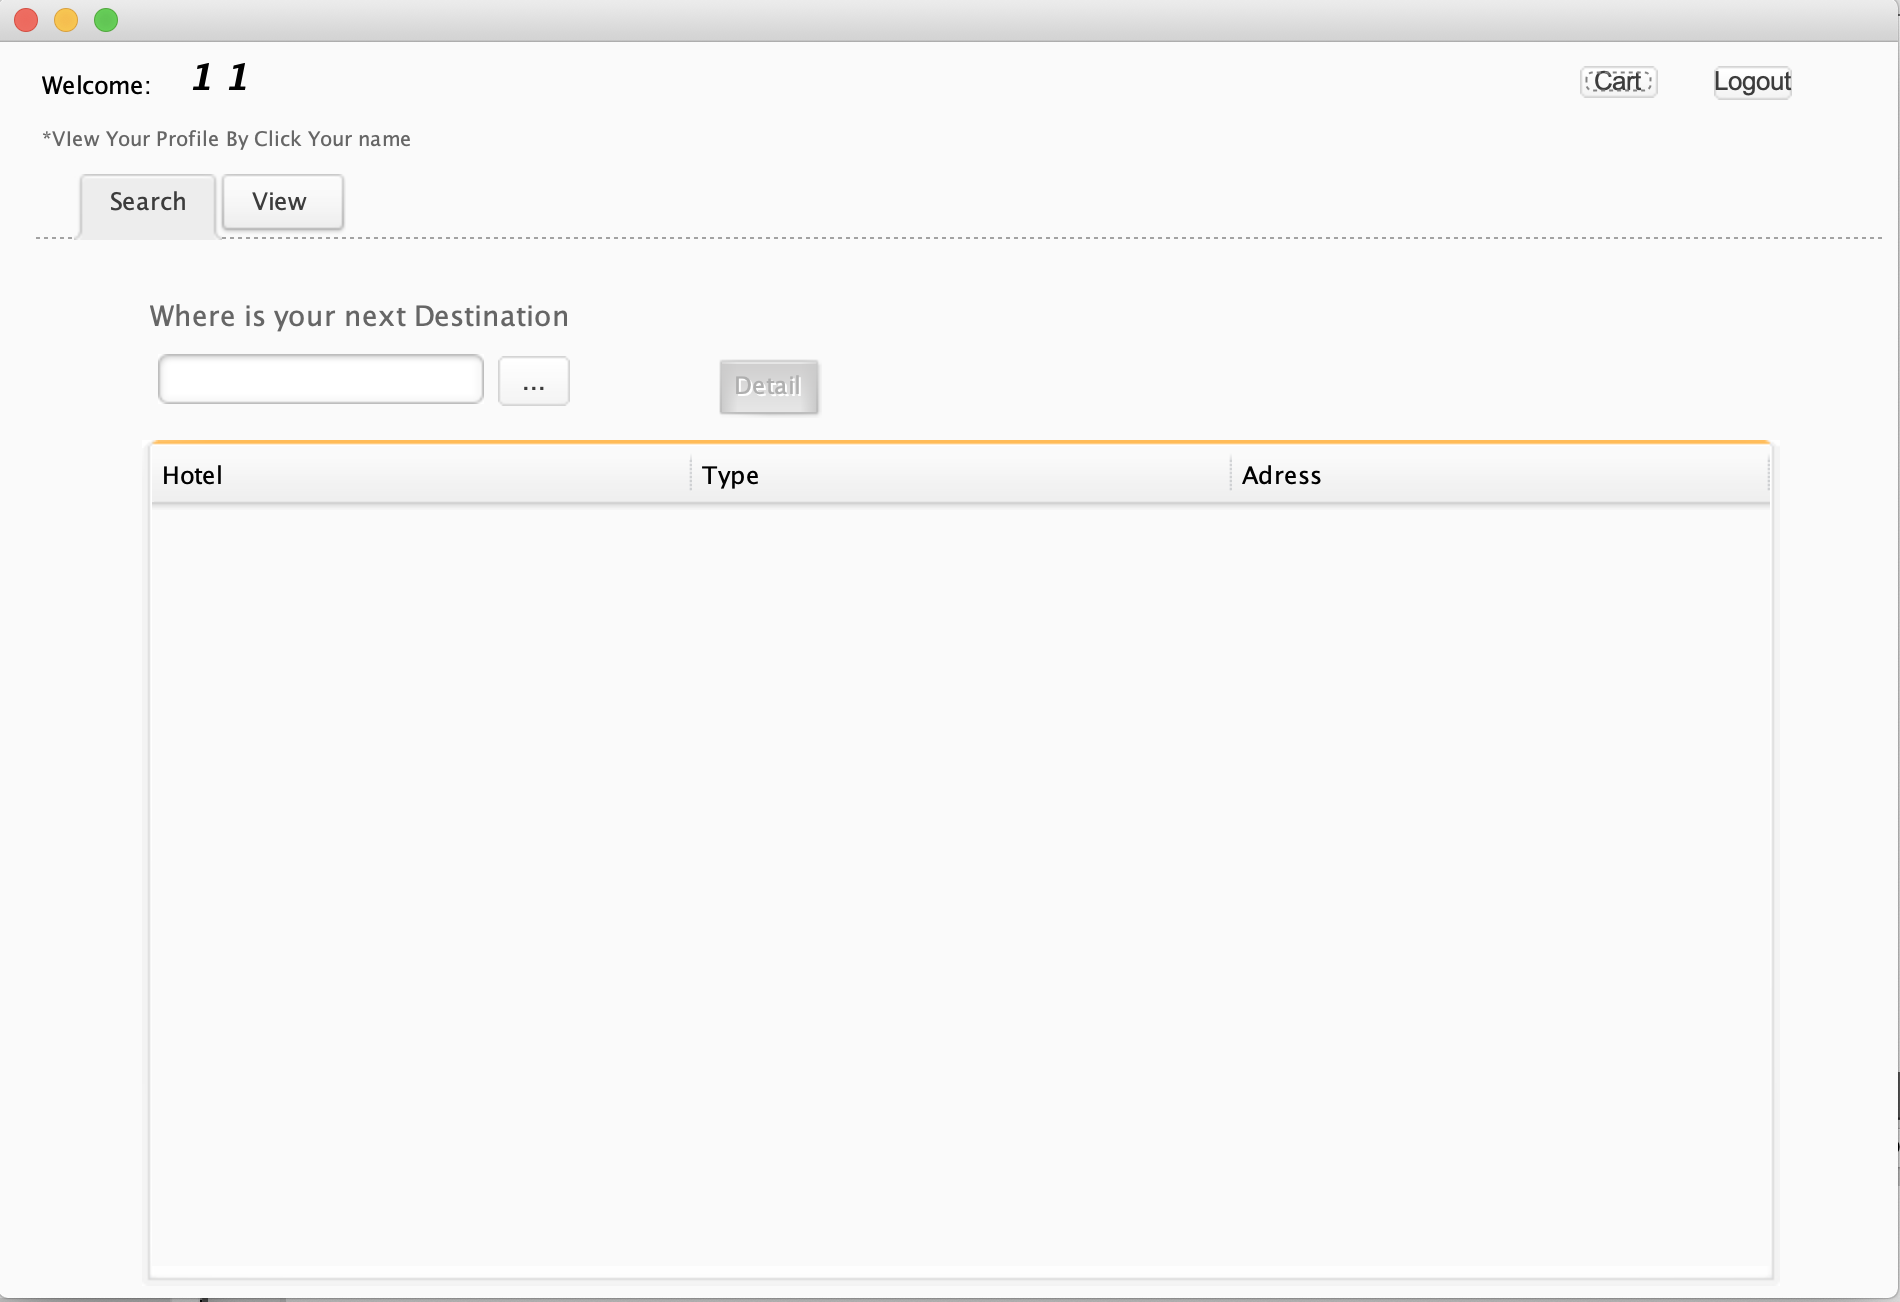 Welcome: 1 1 Cart Logout
*VIew Your Profile By Click Your name
Search View
Where is your next Destination
... Detail
Hotel Type Adress